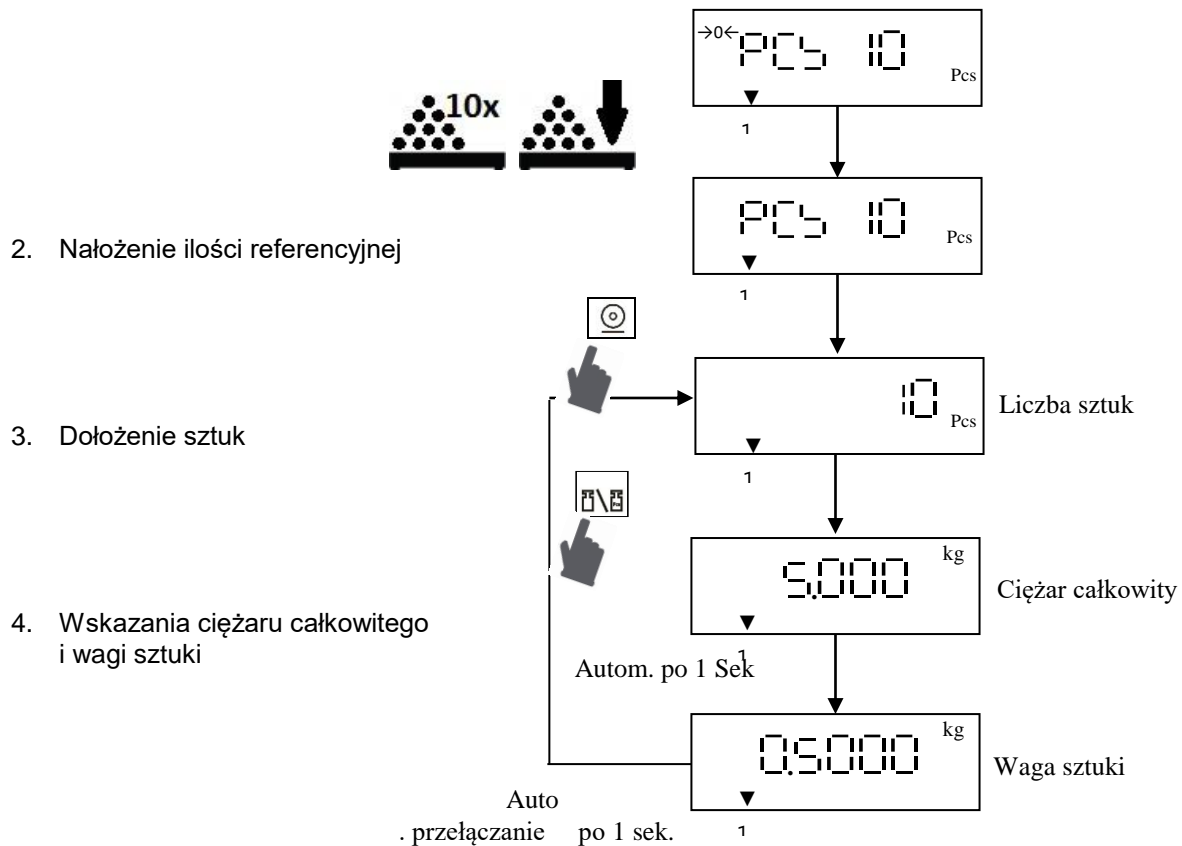 →0← PCS 10
Pcs
1
10x
PCS 10
Pcs
1
2. Nałożenie ilości referencyjnej
10
Pcs
Liczba sztuk
1
3. Dołożenie sztuk
5.000
kg
Ciężar całkowity
1
4. Wskazania ciężaru całkowitego
i wagi sztuki
Autom. po 1 Sek
0.5000
kg
Waga sztuki
1
Auto
. przełączanie po 1 sek.